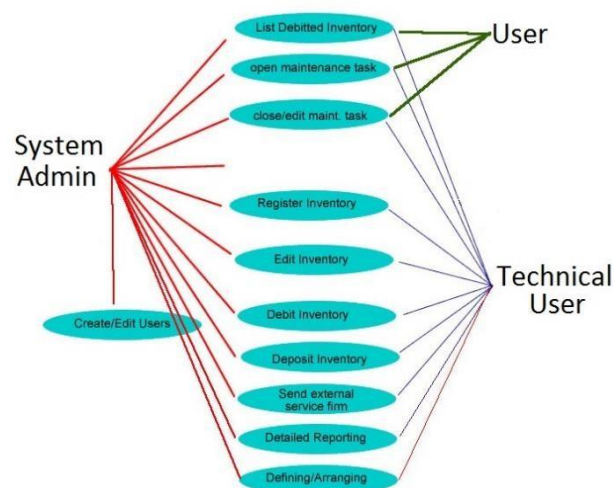 List Debitted Inventory
User
open maintenance task
close/edit maint. task
System
Admin
Register Inventory
Edit Inventory
Technical
User
Debit Inventory
Create/Edit Users
Deposit Inventory
Send external
service firm
Detailed Reporting
Defining/Arranging